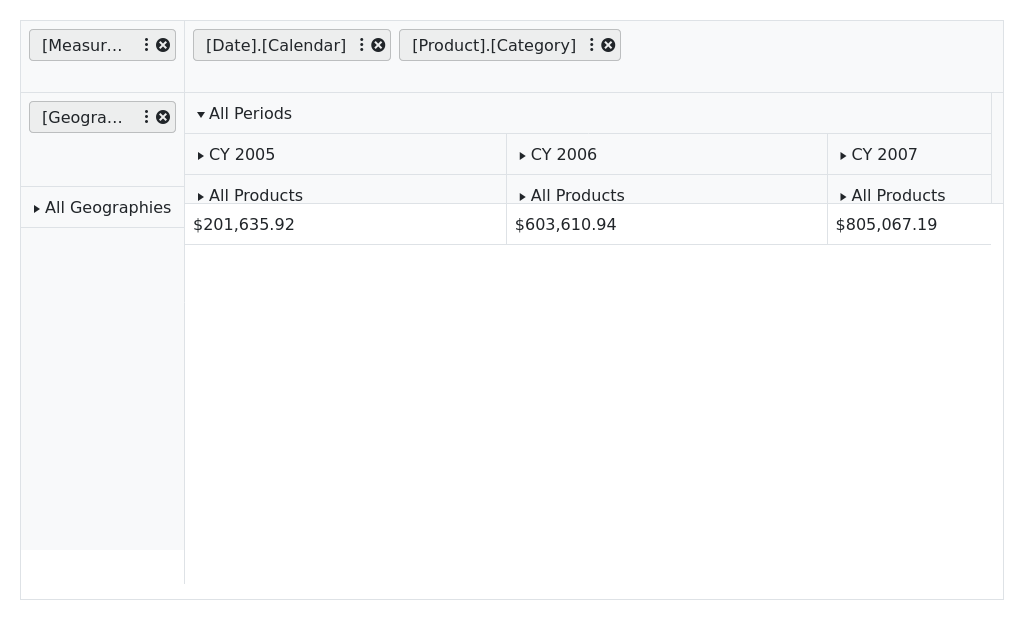 [Measur...
[Date].[Calendar]
[Product].[Category]
[Geogra...
All Periods
CY 2005
CY 2006
CY 2007
All Products
All Products
All Products
All Geographies
$201,635.92
$603,610.94
$805,067.19